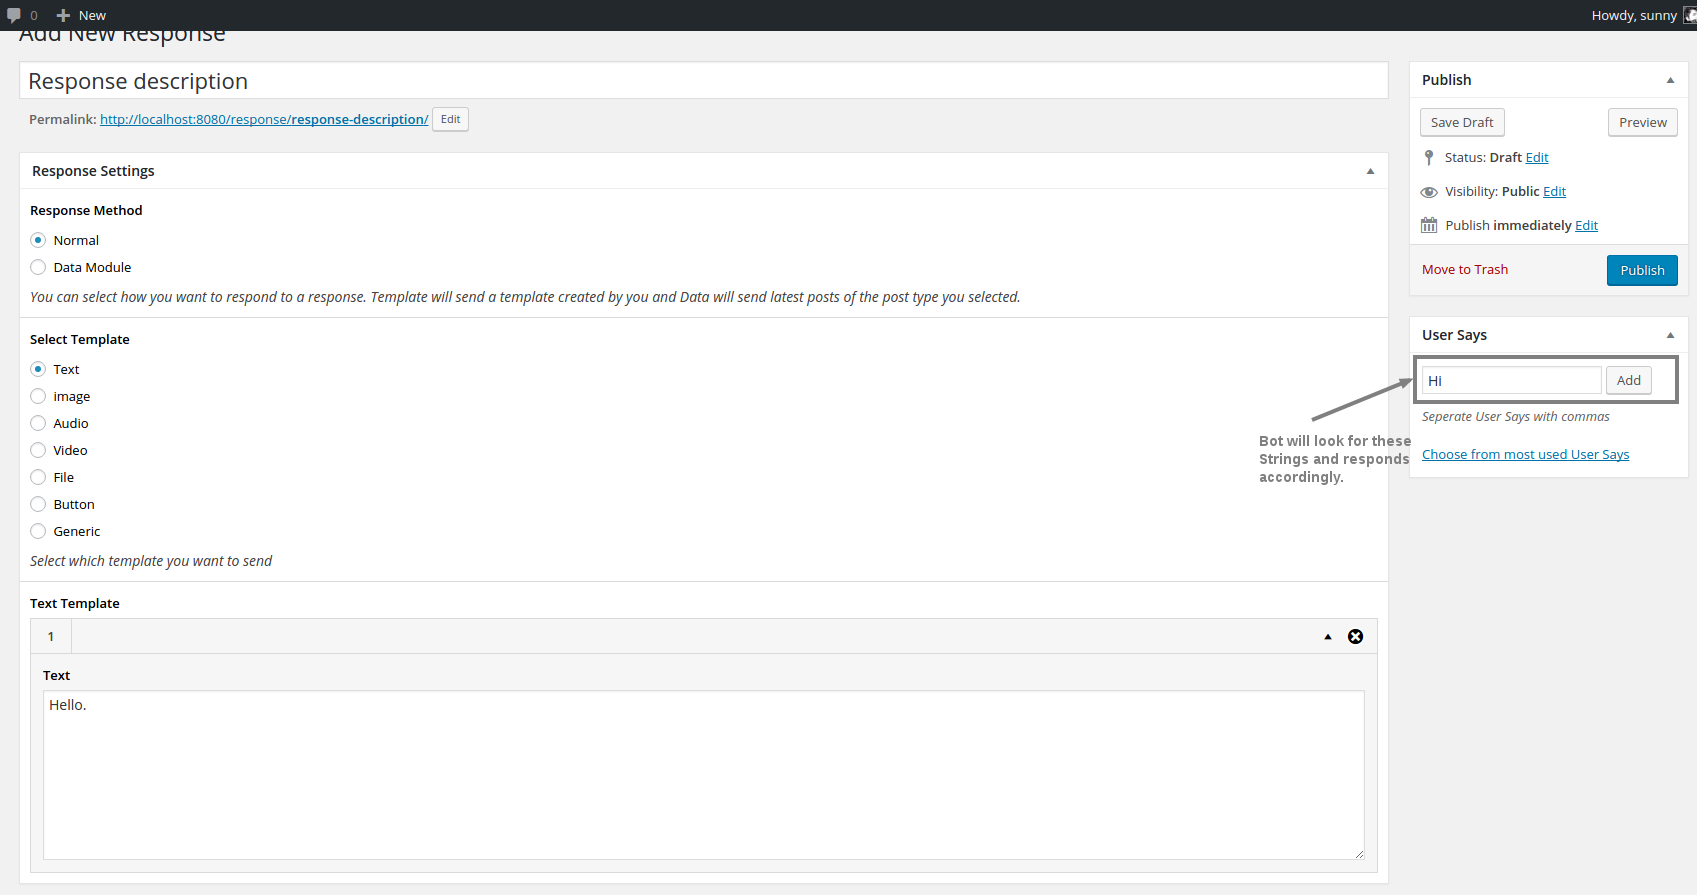 0 New Howdy, sunny
Add New Response
Response description
Permalink: http://localhost:8080/response/response-description/ Edit
Response Settings
Response Method
Normal
Data Module
You can select how you want to respond to a response. Template will send a template created by you and Data will send latest posts of the post type you selected.
Select Template
Text
image
Audio
Video
File
Button
Generic
Select which template you want to send
Text Template
1
Text
Hello.
Publish
Save Draft Preview
Status: Draft Edit
Visibility: Public Edit
Publish immediately Edit
Move to Trash Publish
User Says
Hi Add
Seperate User Says with commas
Choose from most used User Says
Bot will look for these
Strings and responds
accordingly.